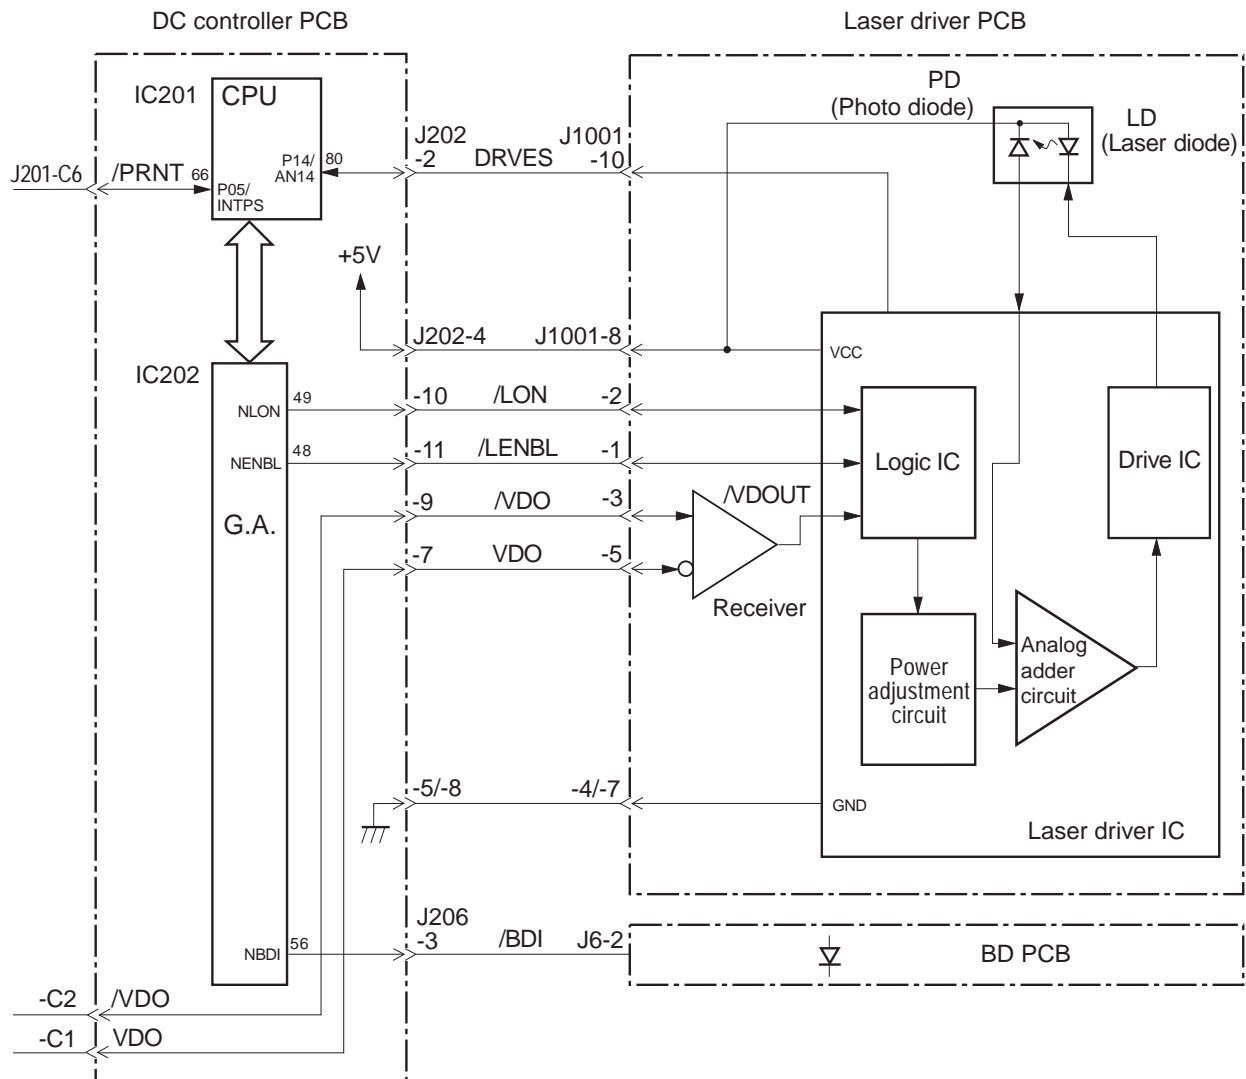 DC controller PCB
Laser driver PCB
IC201
CPU
PD
(Photo diode)
LD
(Laser diode)
J202
J1001
J201-C6
/PRNT
66
P05/
INTPS
P14/
AN14
80
-2
DRVES
-10
+5V
J202-4
J1001-8
VCC
IC202
NLON
49
-10
/LON
-2
NENBL
48
-11
/LENBL
-1
Logic IC
Drive IC
G.A.
-9
/VDO
-3
/VDOUT
-7
VDO
-5
Receiver
Power
adjustment
circuit
Analog
adder
circuit
-5/-8
-4/-7
GND
Laser driver IC
J206
NBDI
56
-3
/BDI
J6-2
BD PCB
-C2
/VDO
-C1
VDO